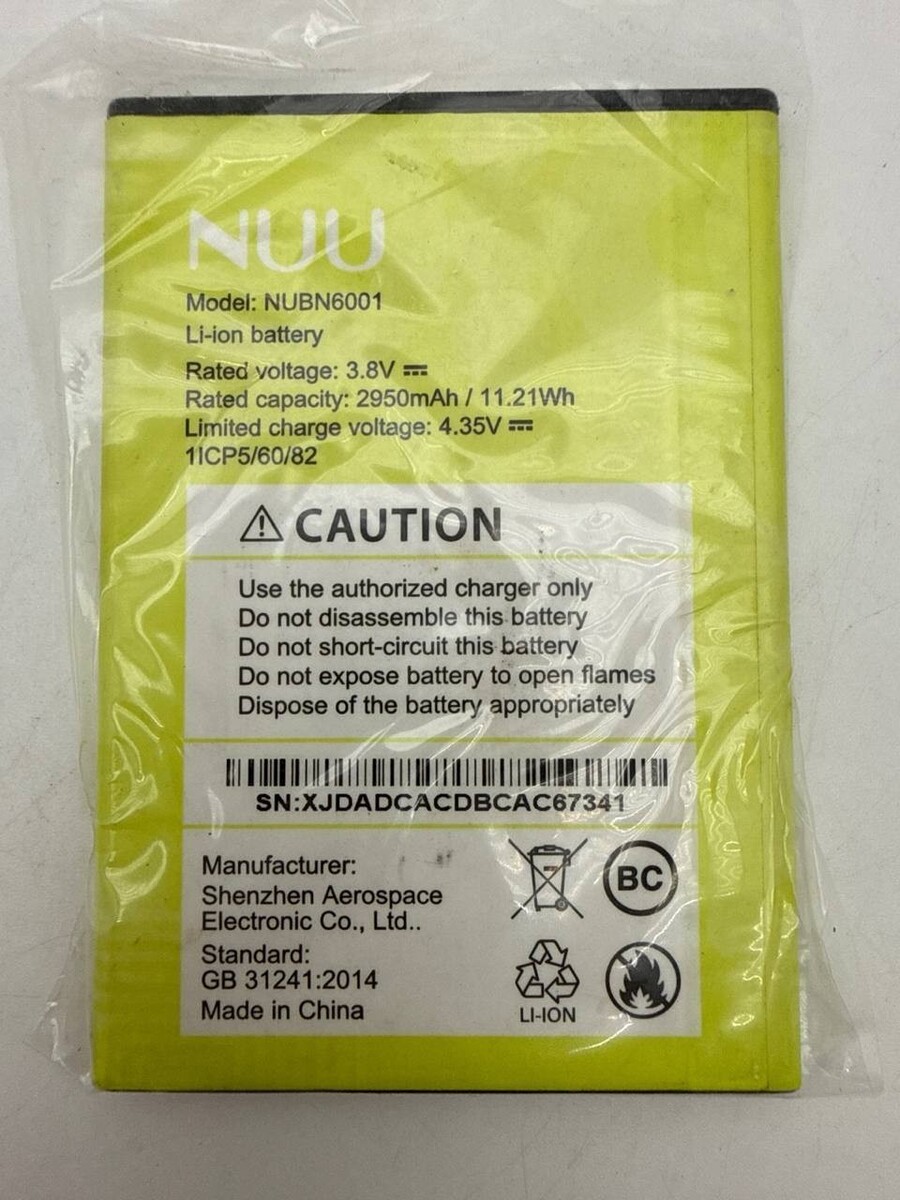 NUU
Model: NUBN6001
Li-ion battery
Rated voltage: 3.8V ⎓
Rated capacity: 2950mAh / 11.21Wh
Limited charge voltage: 4.35V ⎓
1ICP5/60/82
⚠ CAUTION
Use the authorized charger only
Do not disassemble this battery
Do not short-circuit this battery
Do not expose battery to open flames
Dispose of the battery appropriately
SN:XJDADCACDBCAC67341
Manufacturer:
Shenzhen Aerospace
Electronic Co., Ltd..
Standard:
GB 31241:2014
Made in China
BC
LI-ION